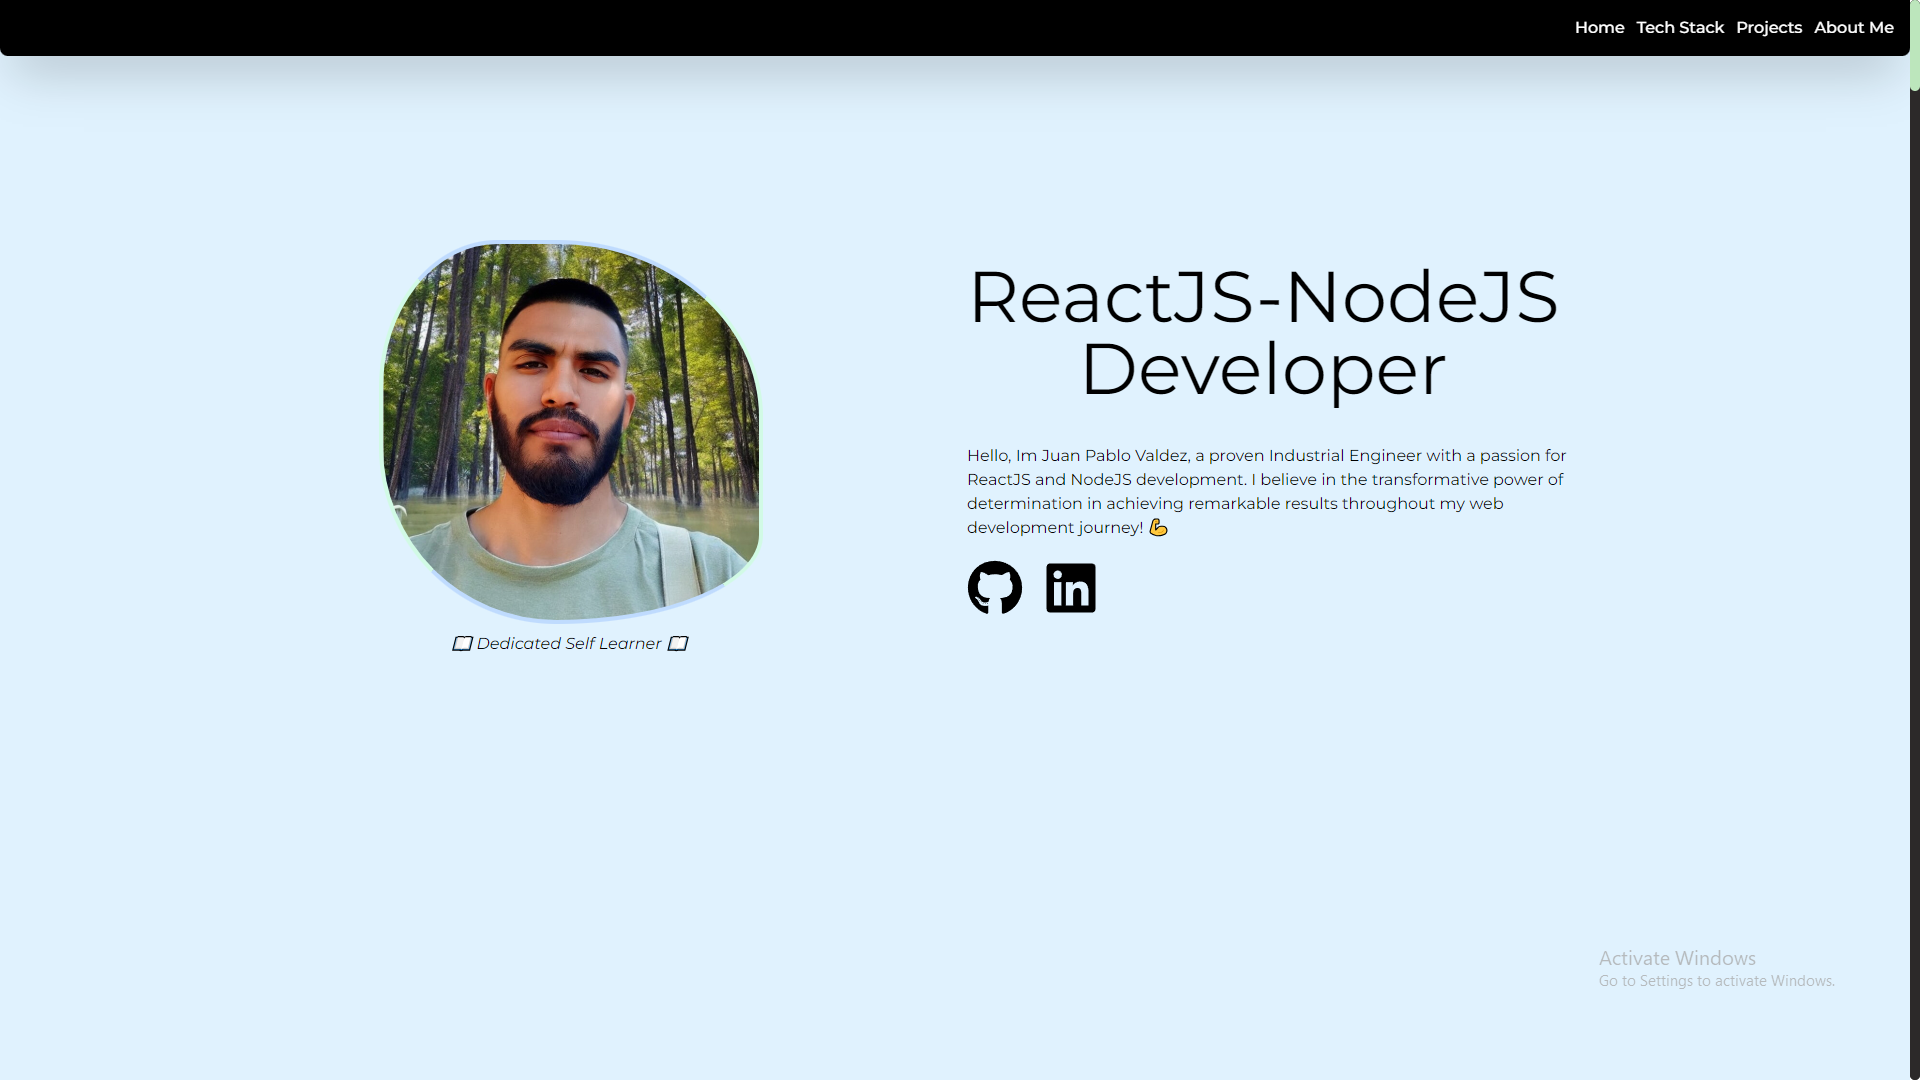 Home Tech Stack Projects About Me
ReactJS-NodeJS
Developer
Hello, Im Juan Pablo Valdez, a proven Industrial Engineer with a passion for
ReactJS and NodeJS development. I believe in the transformative power of
determination in achieving remarkable results throughout my web
development journey! 💪
in
📖 Dedicated Self Learner 📖
Activate Windows
Go to Settings to activate Windows.